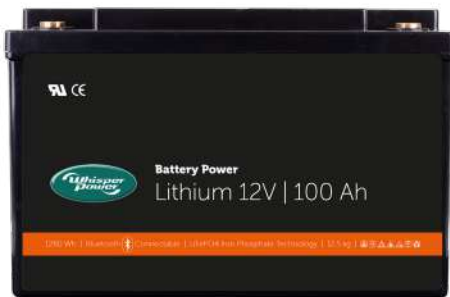 CE
Whisper
Power
Battery Power
Lithium 12V | 100 Ah
1280 Wh | Bluetooth Connectable | LiFePO4 Iron Phosphate Technology | 12.5 kg |